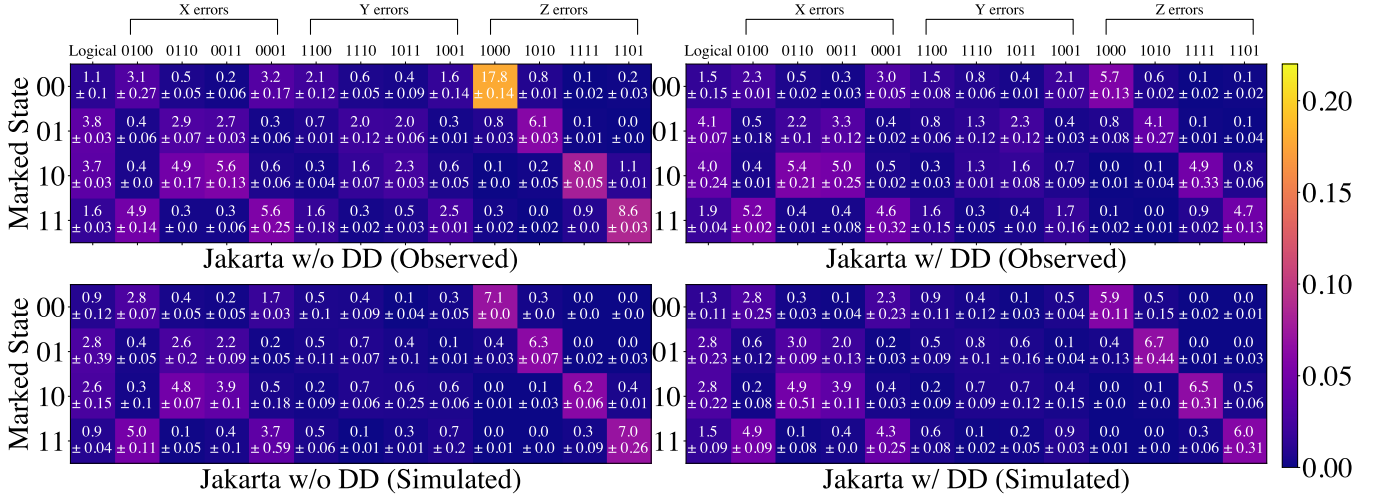 X errors Y errors Z errors X errors Y errors Z errors
Logical 0100 0110 0011 0001 1100 1110 1011 1001 1000 1010 1111 1101 Logical 0100 0110 0011 0001 1100 1110 1011 1001 1000 1010 1111 1101
Marked State
00 1.1 3.1 0.5 0.2 3.2 2.1 0.6 0.4 1.6 17.8 0.8 0.1 0.2
± 0.1 ± 0.27 ± 0.05 ± 0.06 ± 0.17 ± 0.12 ± 0.05 ± 0.09 ± 0.14 ± 0.14 ± 0.01 ± 0.02 ± 0.03
01 3.8 0.4 2.9 2.7 0.3 0.7 2.0 2.0 0.3 0.8 6.1 0.1 0.0
± 0.03 ± 0.06 ± 0.07 ± 0.03 ± 0.06 ± 0.01 ± 0.12 ± 0.06 ± 0.01 ± 0.03 ± 0.03 ± 0.01 ± 0.0
10 3.7 0.4 4.9 5.6 0.6 0.3 1.6 2.3 0.6 0.1 0.2 8.0 1.1
± 0.03 ± 0.0 ± 0.17 ± 0.13 ± 0.06 ± 0.04 ± 0.07 ± 0.03 ± 0.05 ± 0.0 ± 0.05 ± 0.05 ± 0.01
11 1.6 4.9 0.3 0.3 5.6 1.6 0.3 0.5 2.5 0.3 0.0 0.9 8.6
± 0.03 ± 0.14 ± 0.0 ± 0.06 ± 0.25 ± 0.18 ± 0.02 ± 0.03 ± 0.01 ± 0.02 ± 0.02 ± 0.0 ± 0.03
Jakarta w/o DD (Observed)
00 1.5 2.3 0.5 0.3 3.0 1.5 0.8 0.4 2.1 5.7 0.6 0.1 0.1
± 0.15 ± 0.01 ± 0.02 ± 0.03 ± 0.05 ± 0.08 ± 0.06 ± 0.01 ± 0.07 ± 0.13 ± 0.02 ± 0.02 ± 0.02
01 4.1 0.5 2.2 3.3 0.4 0.6 1.3 2.3 0.4 0.8 4.1 0.1 0.1
± 0.07 ± 0.18 ± 0.1 ± 0.12 ± 0.02 ± 0.06 ± 0.12 ± 0.12 ± 0.03 ± 0.08 ± 0.27 ± 0.01 ± 0.04
10 4.0 0.4 5.4 5.0 0.5 0.3 1.3 1.6 0.7 0.0 0.1 4.9 0.8
± 0.24 ± 0.01 ± 0.21 ± 0.25 ± 0.02 ± 0.03 ± 0.01 ± 0.08 ± 0.09 ± 0.01 ± 0.04 ± 0.33 ± 0.06
11 1.9 5.2 0.4 0.4 4.6 1.6 0.3 0.4 1.7 0.1 0.0 0.9 4.7
± 0.04 ± 0.02 ± 0.01 ± 0.08 ± 0.32 ± 0.15 ± 0.05 ± 0.0 ± 0.16 ± 0.01 ± 0.0 ± 0.02 ± 0.13
Jakarta w/ DD (Observed)
Marked State
00 0.9 2.8 0.4 0.2 1.7 0.5 0.4 0.1 0.3 7.1 0.3 0.0 0.0
± 0.12 ± 0.07 ± 0.05 ± 0.05 ± 0.03 ± 0.1 ± 0.09 ± 0.04 ± 0.05 ± 0.0 ± 0.05 ± 0.0 ± 0.0
01 2.8 0.4 2.6 2.2 0.2 0.5 0.7 0.4 0.1 0.4 6.3 0.0 0.0
± 0.39 ± 0.05 ± 0.2 ± 0.09 ± 0.05 ± 0.11 ± 0.07 ± 0.1 ± 0.01 ± 0.03 ± 0.07 ± 0.02 ± 0.03
10 2.6 0.3 4.8 3.9 0.5 0.2 0.7 0.6 0.6 0.0 0.1 6.2 0.4
± 0.15 ± 0.1 ± 0.07 ± 0.1 ± 0.18 ± 0.09 ± 0.06 ± 0.25 ± 0.06 ± 0.01 ± 0.03 ± 0.06 ± 0.01
11 0.9 5.0 0.1 0.4 3.7 0.5 0.1 0.3 0.7 0.0 0.0 0.3 7.0
± 0.04 ± 0.11 ± 0.05 ± 0.1 ± 0.59 ± 0.06 ± 0.01 ± 0.01 ± 0.2 ± 0.01 ± 0.0 ± 0.09 ± 0.26
Jakarta w/o DD (Simulated)
00 1.3 2.8 0.3 0.1 2.3 0.9 0.4 0.1 0.5 5.9 0.5 0.0 0.0
± 0.11 ± 0.25 ± 0.03 ± 0.04 ± 0.23 ± 0.11 ± 0.12 ± 0.03 ± 0.04 ± 0.11 ± 0.15 ± 0.02 ± 0.01
01 2.8 0.6 3.0 2.0 0.2 0.5 0.8 0.6 0.1 0.4 6.7 0.0 0.0
± 0.23 ± 0.12 ± 0.09 ± 0.13 ± 0.03 ± 0.09 ± 0.1 ± 0.16 ± 0.04 ± 0.13 ± 0.44 ± 0.01 ± 0.03
10 2.8 0.2 4.9 3.9 0.4 0.2 0.7 0.7 0.4 0.0 0.1 6.5 0.5
± 0.22 ± 0.08 ± 0.51 ± 0.11 ± 0.03 ± 0.09 ± 0.09 ± 0.12 ± 0.15 ± 0.0 ± 0.0 ± 0.31 ± 0.06
11 1.5 4.9 0.1 0.4 4.3 0.6 0.1 0.2 0.9 0.0 0.0 0.3 6.0
± 0.09 ± 0.09 ± 0.08 ± 0.0 ± 0.25 ± 0.08 ± 0.02 ± 0.05 ± 0.03 ± 0.01 ± 0.0 ± 0.06 ± 0.31
Jakarta w/ DD (Simulated)
0.20
0.15
0.10
0.05
0.00